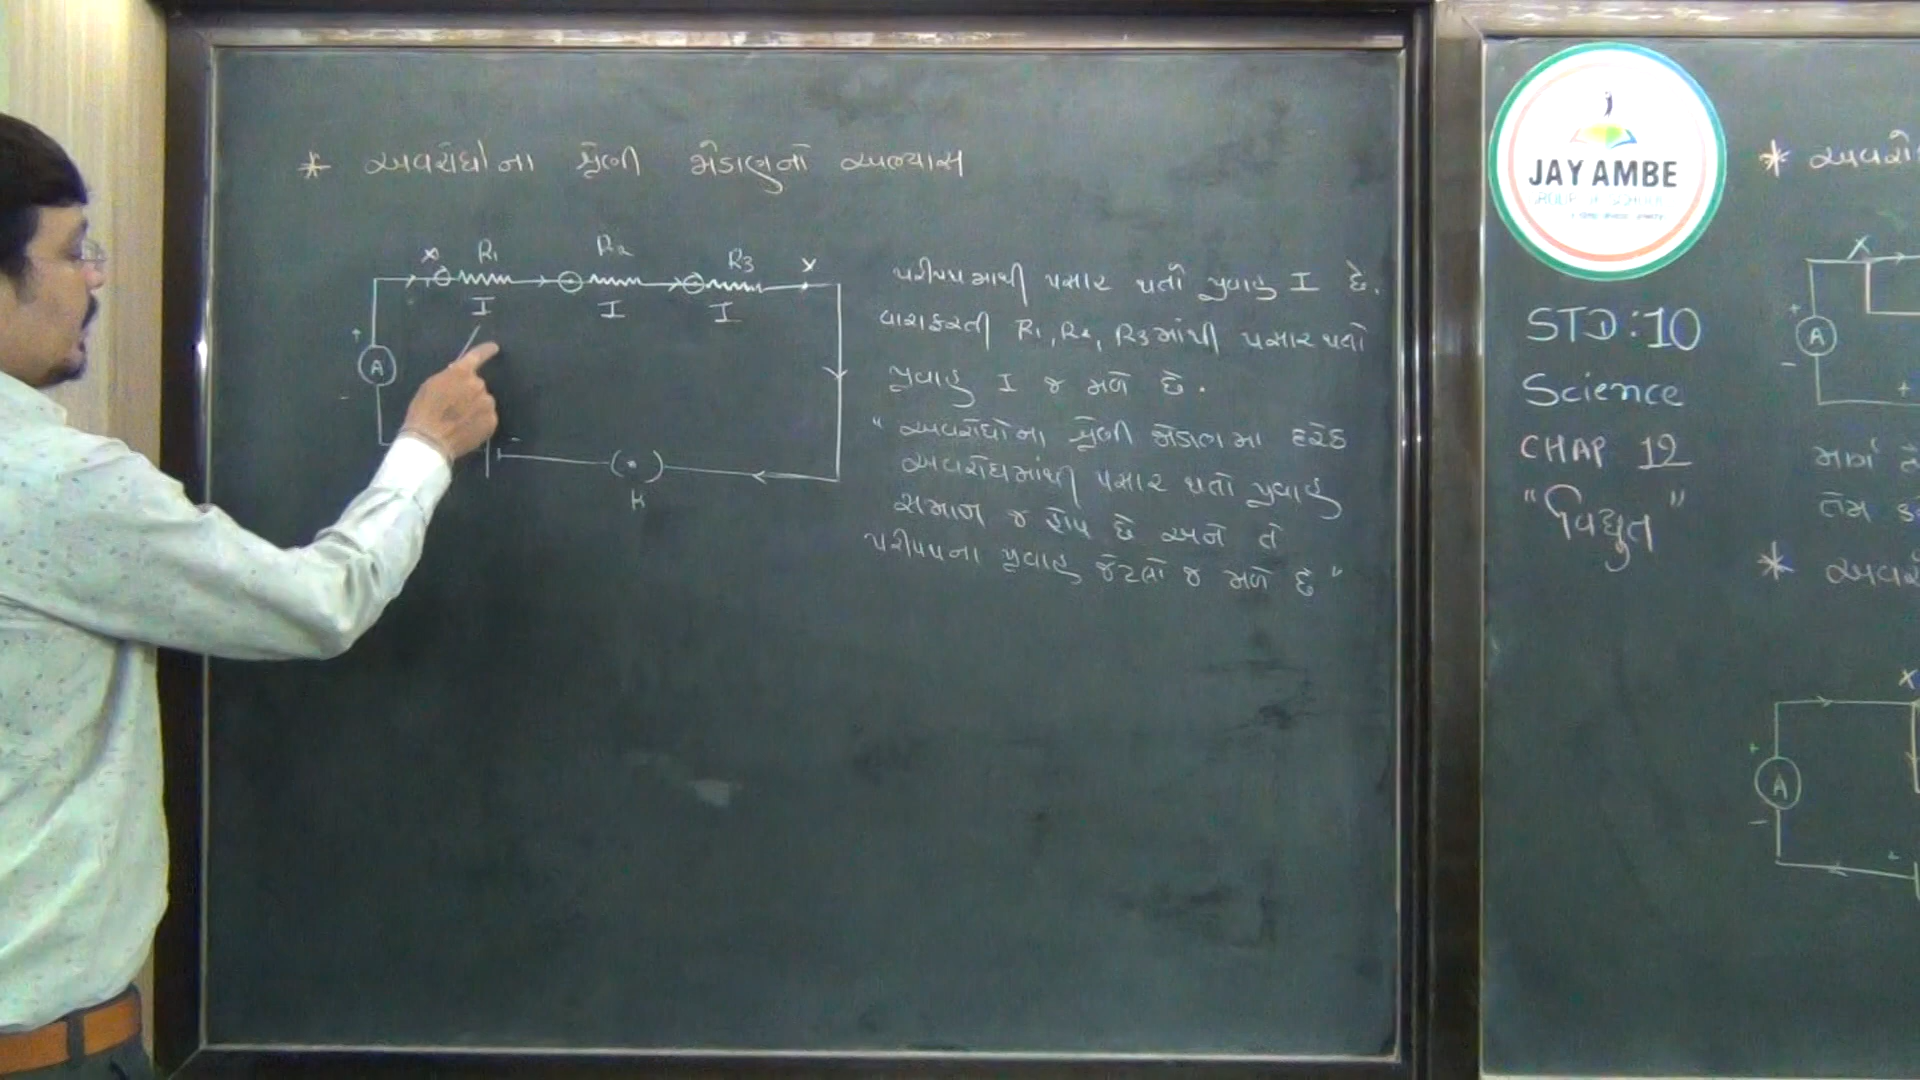 * અવરોધોના શ્રેણી જોડાણનો અભ્યાસ
X R1 R2 R3 Y
I I I
+
A
-
-
K
પરીપથમાથી પસાર થતો પ્રવાહ I છે.
વારાફરતી R1, R2, R3માંથી પસાર થતો
પ્રવાહ I જ મળે છે.
"અવરોધોના શ્રેણી જોડાણમા દરેક
અવરોધમાંથી પસાર થતો પ્રવાહ
સમાન જ હોય છે અને તે
પરીપથના પ્રવાહ જેટલો જ મળે છે"
JAY AMBE
STD:10
Science
CHAP 12
"વિદ્યુત"
* અવરો
X
+
A
-
+
માર્ગ
તેમ
* અવરો
X
+
A
-